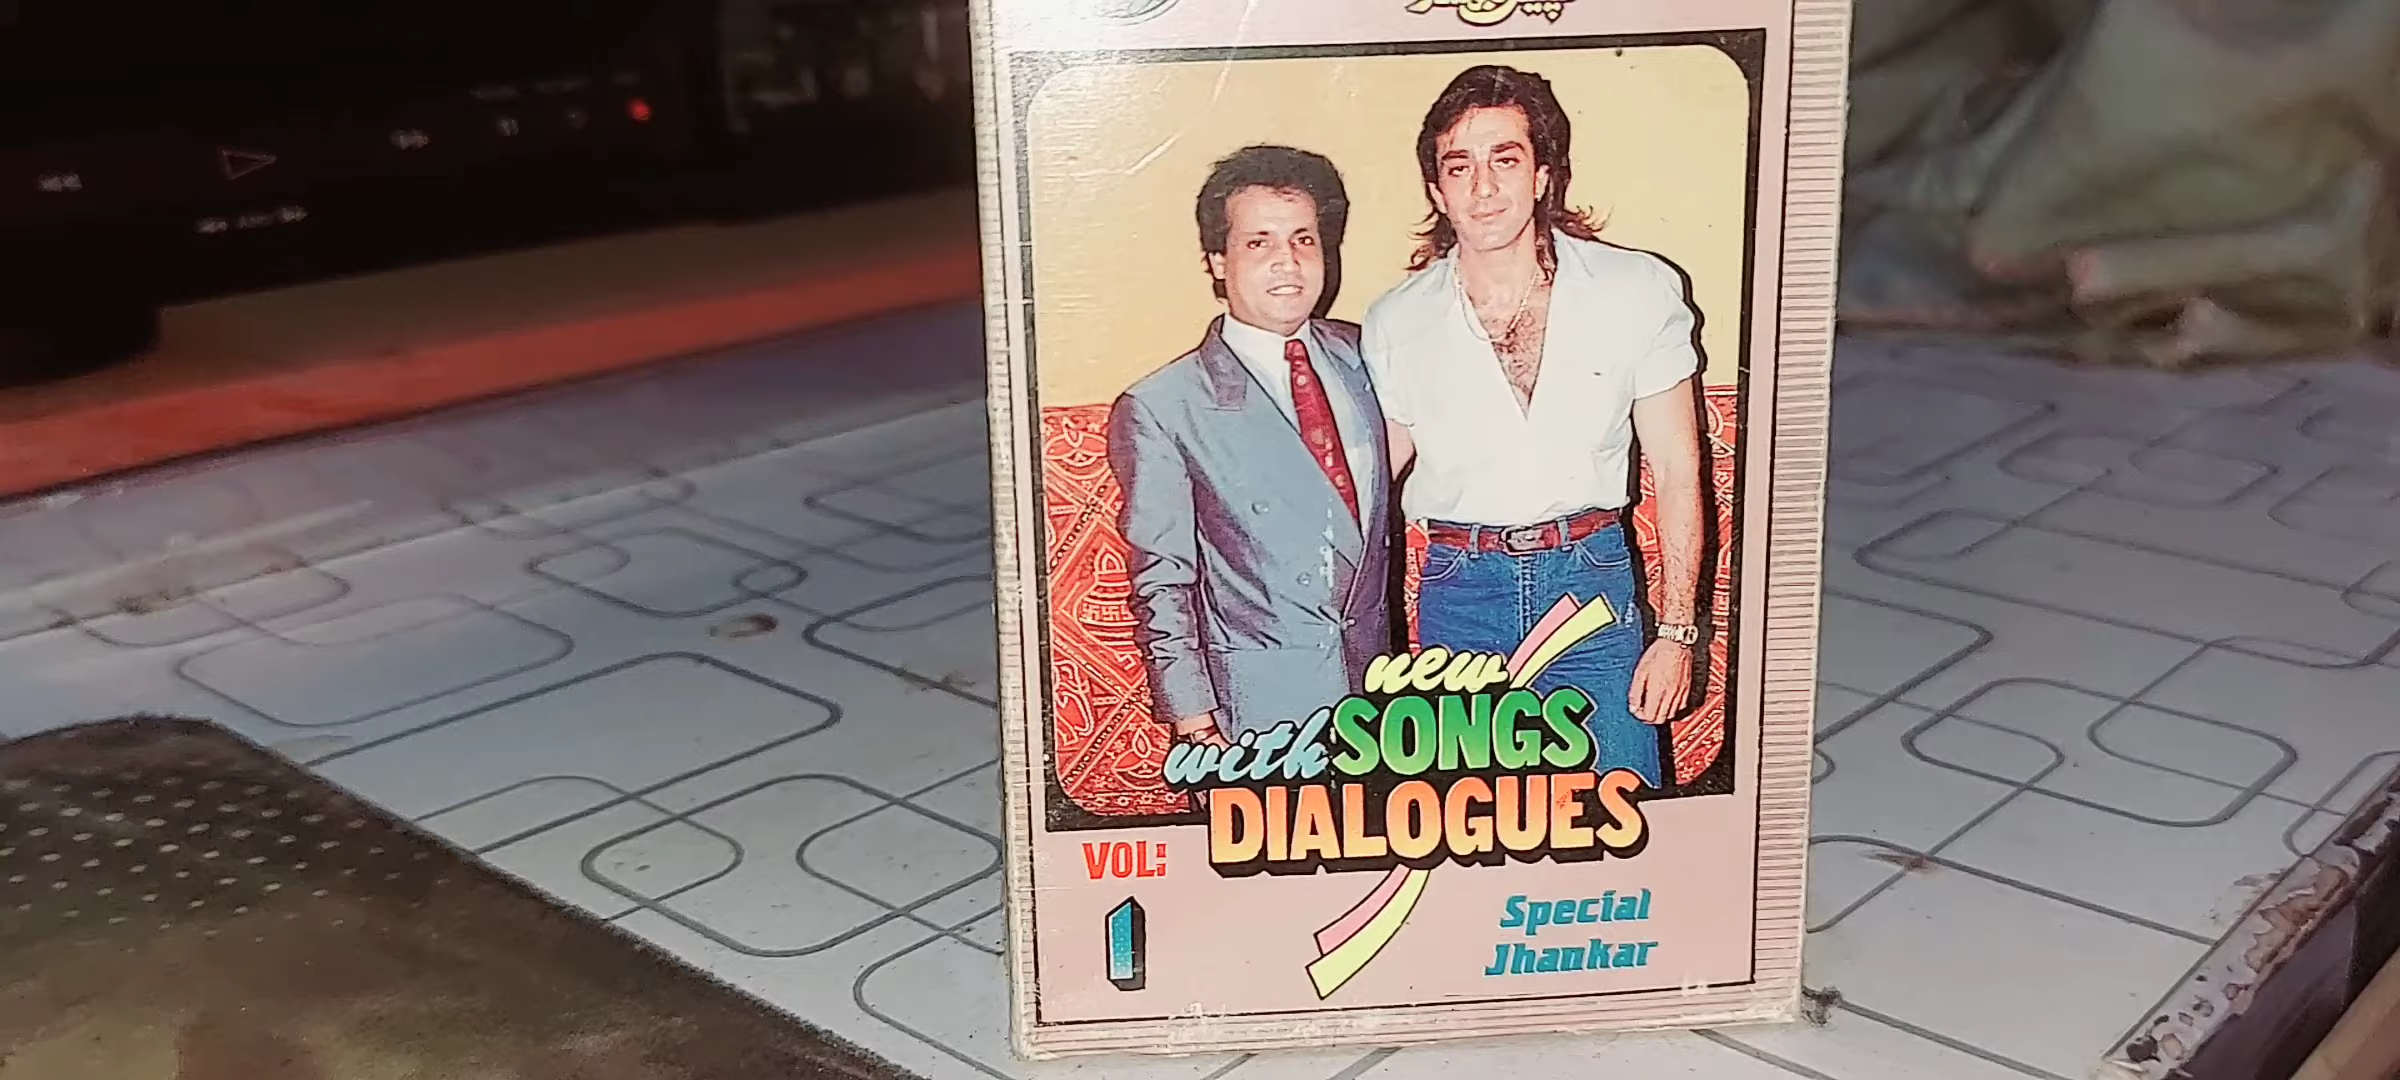 new
with SONGS
DIALOGUES
VOL:
1
Special
Jhankar